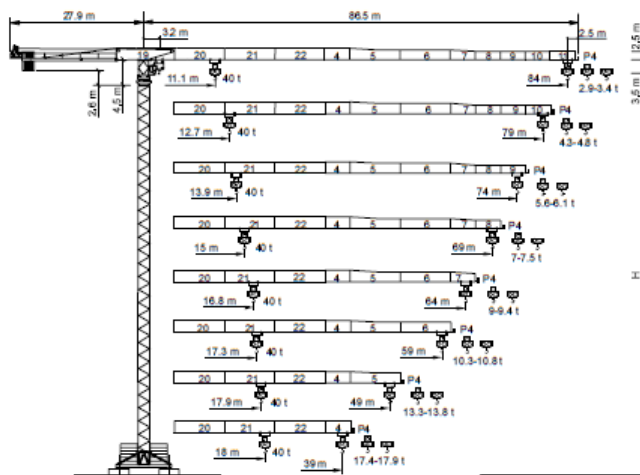 27.9 m 86.5 m
3.2 2.5 m
19 20 21 22 4 5 6 7 8 9 10 11 P4
11.1 m 40 t 84 m 2.9-3.4 t
2,6 m 4,5 m 3,5 m 2,5 m
20 21 22 4 5 6 7 8 9 10 P4
12.7 m 40 t 79 m 4.3-4.8 t
20 21 22 4 5 6 7 8 9 P4
13.9 m 40 t 74 m 5.6-6.1 t
20 21 22 4 5 6 7 8 P4
15 m 40 t 69 m 7-7.5 t
H
20 21 22 4 5 6 7 P4
16.8 m 40 t 64 m 9-9.4 t
20 21 22 4 5 6 P4
17.3 m 40 t 59 m 10.3-10.8 t
20 21 22 4 5 P4
17.9 m 40 t 49 m 13.3-13.8 t
20 21 22 4 P4
18 m 40 t 39 m 17.4-17.9 t